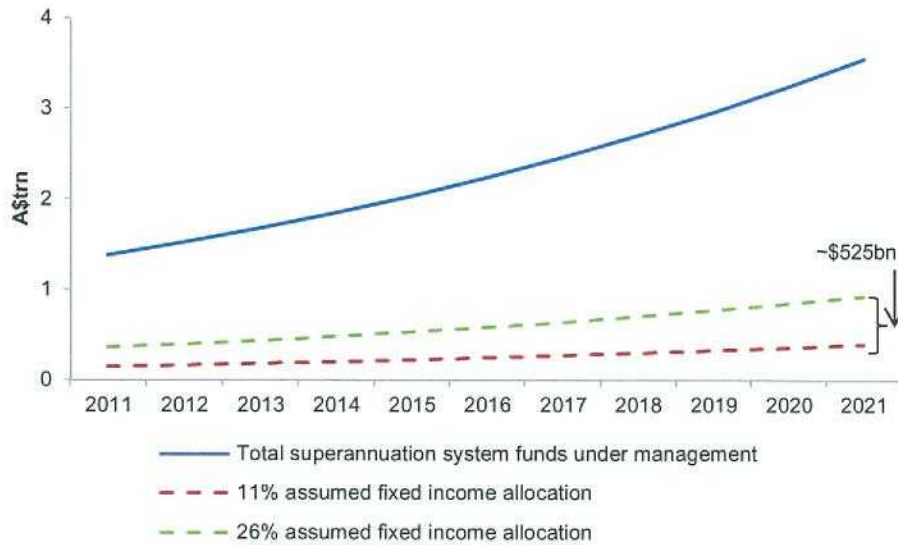 4
3
A$trn
2
~$525bn
1
0
2011 2012 2013 2014 2015 2016 2017 2018 2019 2020 2021
Total superannuation system funds under management
11% assumed fixed income allocation
26% assumed fixed income allocation